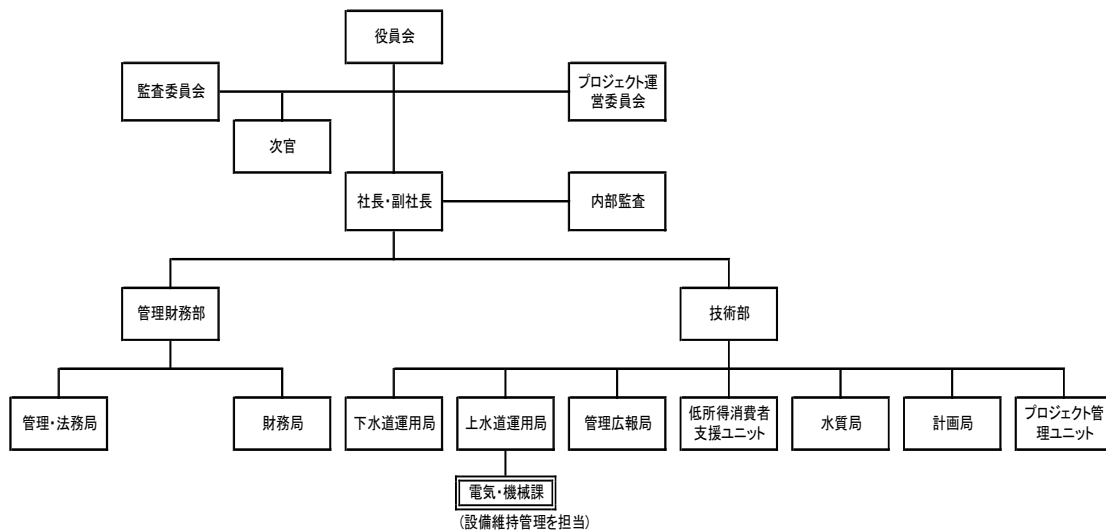 役員会
監査委員会
プロジェクト運
営委員会
次官
社長・副社長
内部監査
管理財務部
技術部
管理・法務局
財務局
下水道運用局
上水道運用局
管理広報局
低所得消費者
支援ユニット
水質局
計画局
プロジェクト管
理ユニット
電気・機械課
(設備維持管理を担当)